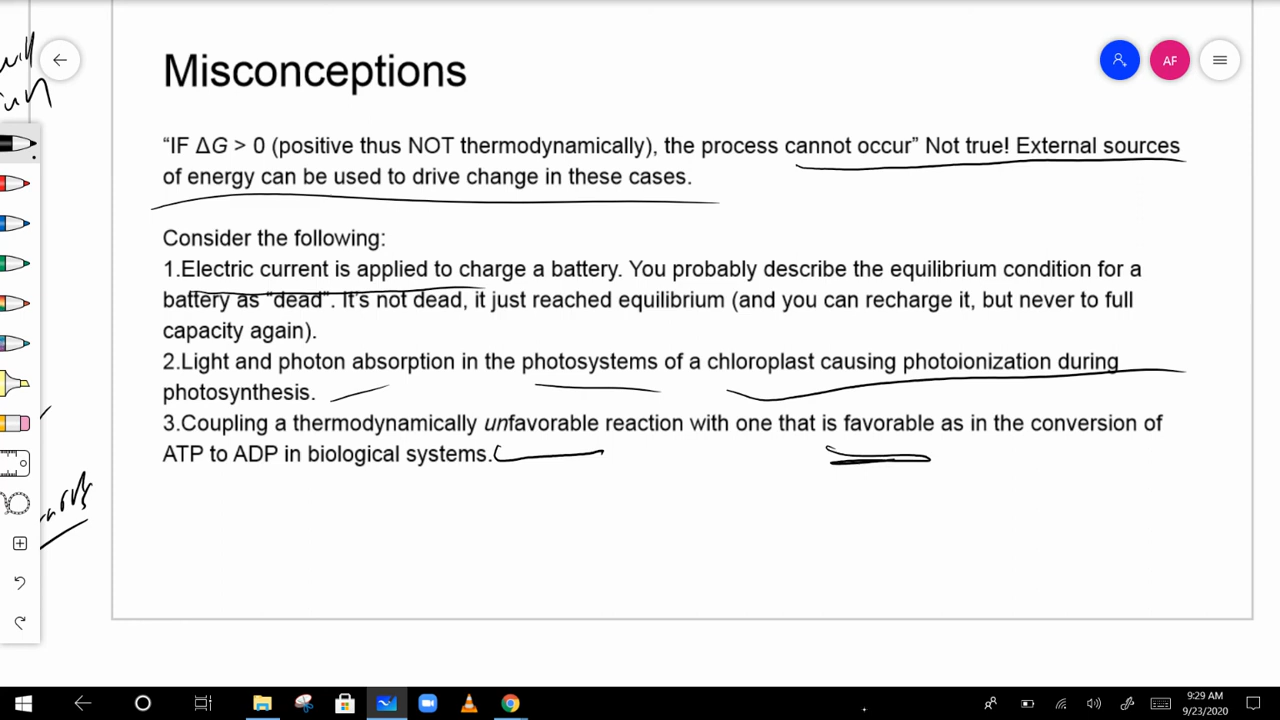 will
AF
Misconceptions
“IF ΔG > 0 (positive thus NOT thermodynamically), the process cannot occur” Not true! External sources
of energy can be used to drive change in these cases.
Consider the following:
1.Electric current is applied to charge a battery. You probably describe the equilibrium condition for a
battery as “dead”. It’s not dead, it just reached equilibrium (and you can recharge it, but never to full
capacity again).
2.Light and photon absorption in the photosystems of a chloroplast causing photoionization during
photosynthesis.
3.Coupling a thermodynamically unfavorable reaction with one that is favorable as in the conversion of
ATP to ADP in biological systems.
9:29 AM
9/23/2020